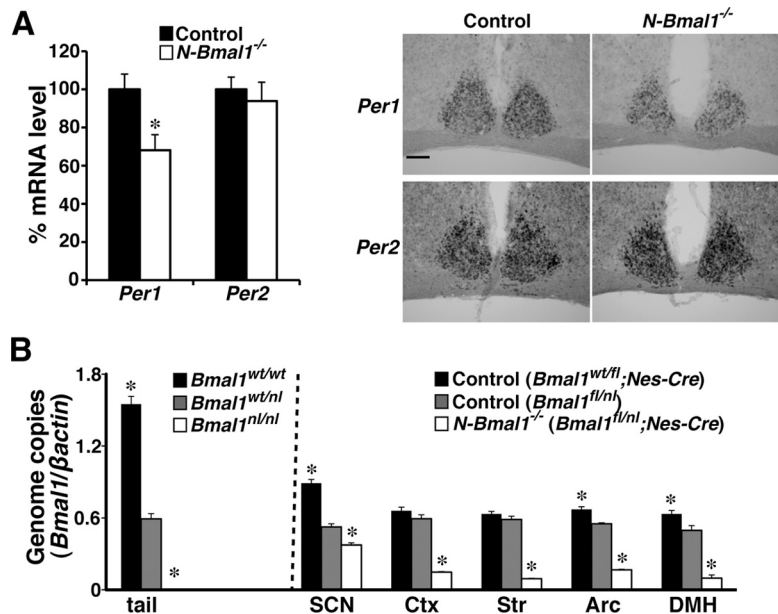 A
Control
N-Bmal1-/-
% mRNA level
120
100
80
60
40
20
0
*
Per1
Per2
Control
N-Bmal1-/-
Per1
Per2
B
Genome copies
(Bmal1/βactin)
1.8
1.2
0.6
0
Bmal1wt/wt
Bmal1wt/nl
Bmal1nl/nl
Control (Bmal1wt/fl;Nes-Cre)
Control (Bmal1fl/nl)
N-Bmal1-/- (Bmal1fl/nl;Nes-Cre)
* * * * * * * * * *
tail SCN Ctx Str Arc DMH